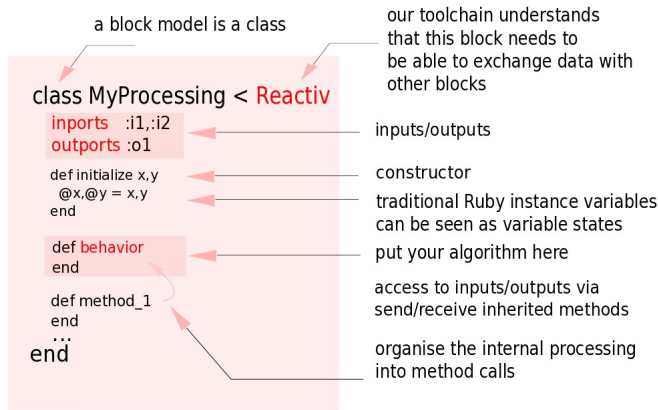 a block model is a class
our toolchain understands
that this block needs to
be able to exchange data with
other blocks
class MyProcessing < Reactiv
inports :i1,:i2
outports :o1
inputs/outputs
def initialize x,y
@x,@y = x,y
end
constructor
traditional Ruby instance variables
can be seen as variable states
def behavior
end
put your algorithm here
access to inputs/outputs via
send/receive inherited methods
def method_1
end
...
end
organise the internal processing
into method calls